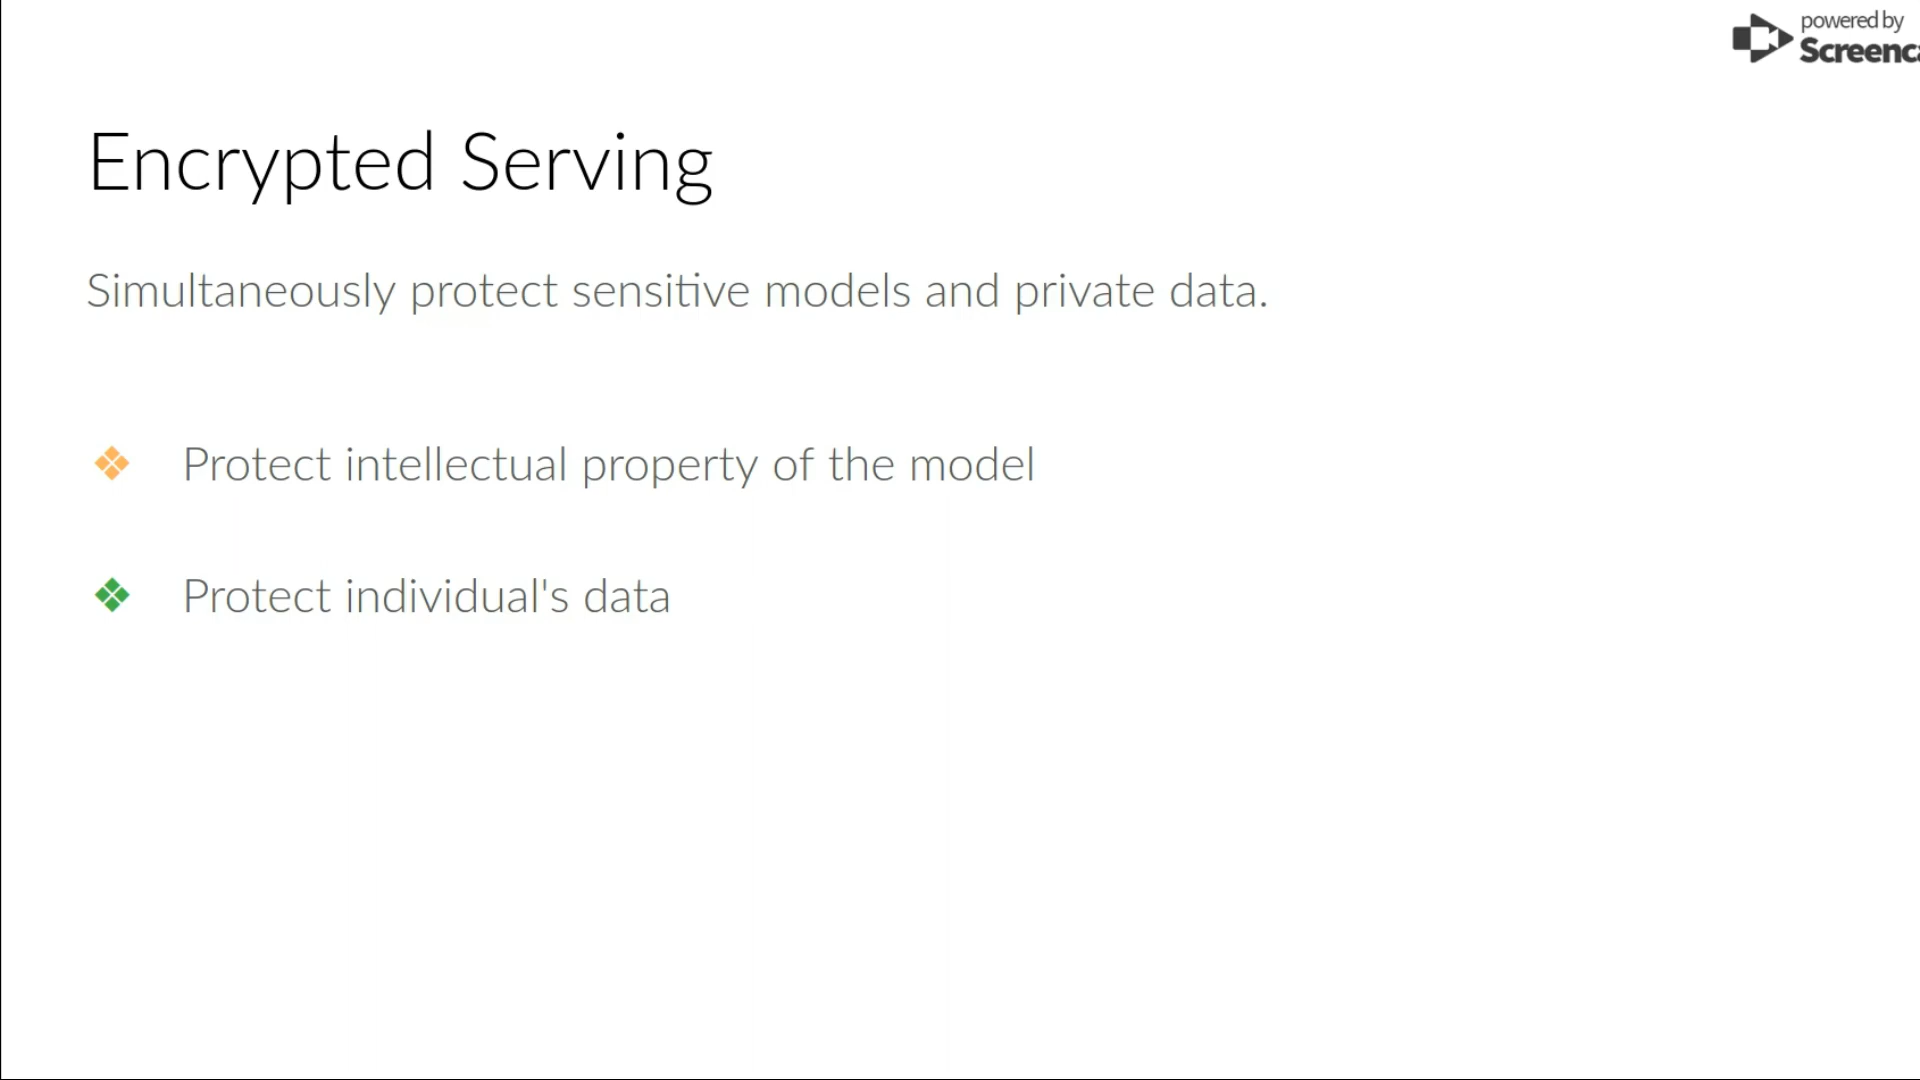 powered by
Encrypted Serving
Simultaneously protect sensitive models and private data.
Protect intellectual property of the model
Protect individual's data